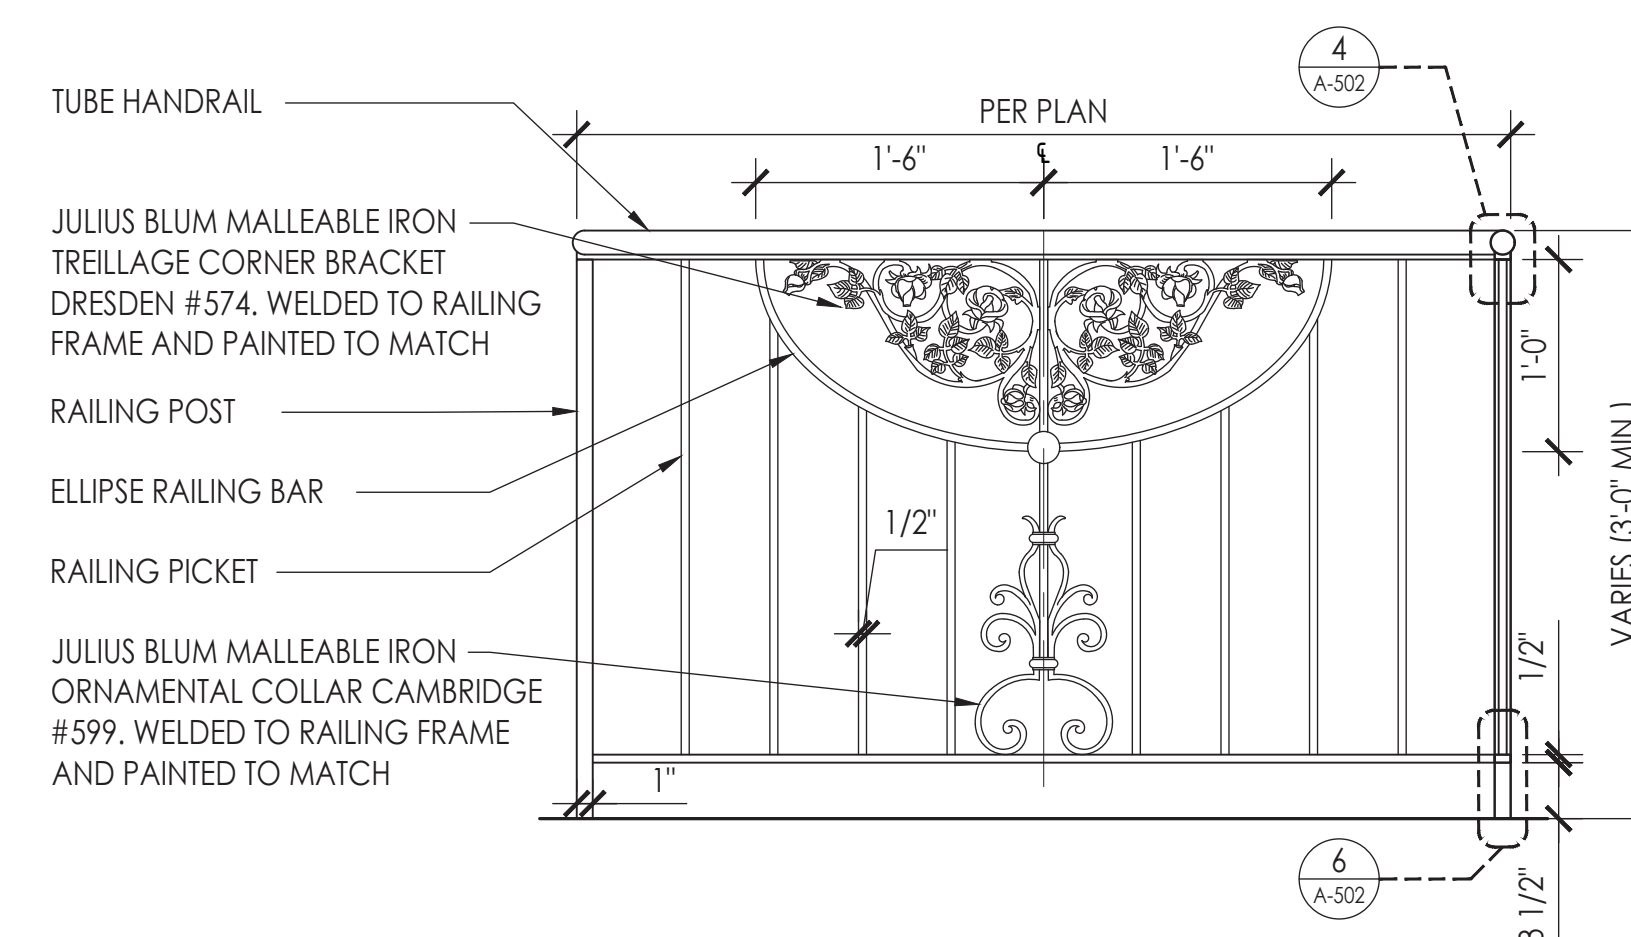 4
A-502
TUBE HANDRAIL
PER PLAN
1'-6"
℄
1'-6"
JULIUS BLUM MALLEABLE IRON
TREILLAGE CORNER BRACKET
DRESDEN #574. WELDED TO RAILING
FRAME AND PAINTED TO MATCH
1'-0"
RAILING POST
ELLIPSE RAILING BAR
1/2"
RAILING PICKET
VARIES (3'-0" MIN.)
JULIUS BLUM MALLEABLE IRON
ORNAMENTAL COLLAR CAMBRIDGE
#599. WELDED TO RAILING FRAME
AND PAINTED TO MATCH
1/2"
1"
6
A-502
1/2"